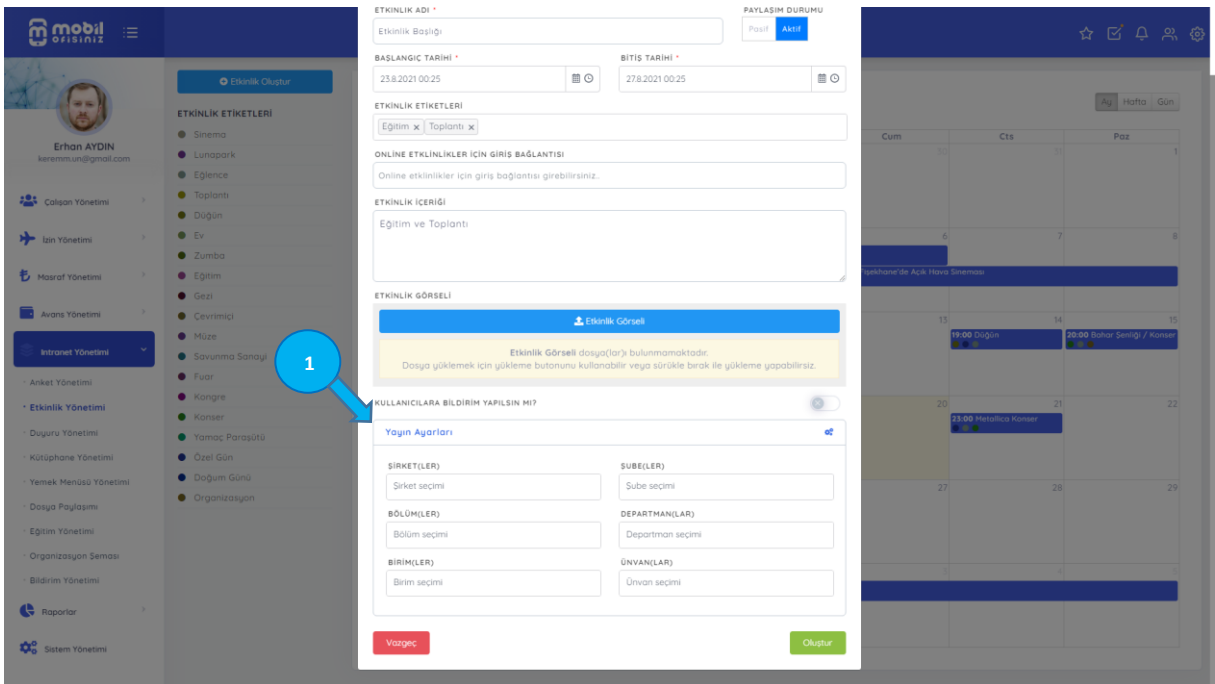 mobil
ofisiniz
Erhan AYDIN
keremm.un@gmail.com
Çalışan Yönetimi
İzin Yönetimi
Masraf Yönetimi
Avans Yönetimi
Intranet Yönetimi
Anket Yönetimi
Etkinlik Yönetimi
Duyuru Yönetimi
Kütüphane Yönetimi
Yemek Menüsü Yönetimi
Dosya Paylaşımı
Eğitim Yönetimi
Organizasyon Şeması
Bildirim Yönetimi
Raporlar
Sistem Yönetimi
Etkinlik Oluştur
ETKİNLİK ETİKETLERİ
Sinema
Lunapark
Eğlence
Toplantı
Düğün
Ev
Zumba
Eğitim
Gezi
Çevrimiçi
Müze
Savunma Sanayi
Fuar
Kongre
Konser
Yamaç Paraşütü
Özel Gün
Doğum Günü
Organizasyon
1
ETKİNLİK ADI *
PAYLAŞIM DURUMU
Etkinlik Başlığı
Pasif Aktif
BAŞLANGIÇ TARİHİ *
BİTİŞ TARİHİ *
23.8.2021 00:25
27.8.2021 00:25
ETKİNLİK ETİKETLERİ
Eğitim x Toplantı x
ONLINE ETKLİNLİKLER İÇİN GİRİŞ BAĞLANTISI
Online etklinlikler için giriş bağlantısı girebilirsiniz..
ETKİNLİK İÇERİĞİ
Eğitim ve Toplantı
ETKİNLİK GÖRSELİ
Etkinlik Görseli
Etkinlik Görseli dosya(lar)ı bulunmamaktadır.
Dosya yüklemek için yükleme butonunu kullanabilir veya sürükle bırak ile yükleme yapabilirsiz.
KULLANICILARA BİLDİRİM YAPILSIN MI?
Yayın Ayarları
ŞİRKET(LER)
ŞUBE(LER)
Şirket seçimi
Şube seçimi
BÖLÜM(LER)
DEPARTMAN(LAR)
Bölüm seçimi
Departman seçimi
BİRİM(LER)
ÜNVAN(LAR)
Birim seçimi
Ünvan seçimi
Vazgeç
Oluştur
Ay Hafta Gün
Cum Cts Paz
1
6 7 8
Fişekhane'de Açık Hava Sineması
13 14 15
19:00 Düğün
20:00 Bahar Şenliği / Konser
20 21 22
23:00 Metallica Konser
27 28 29